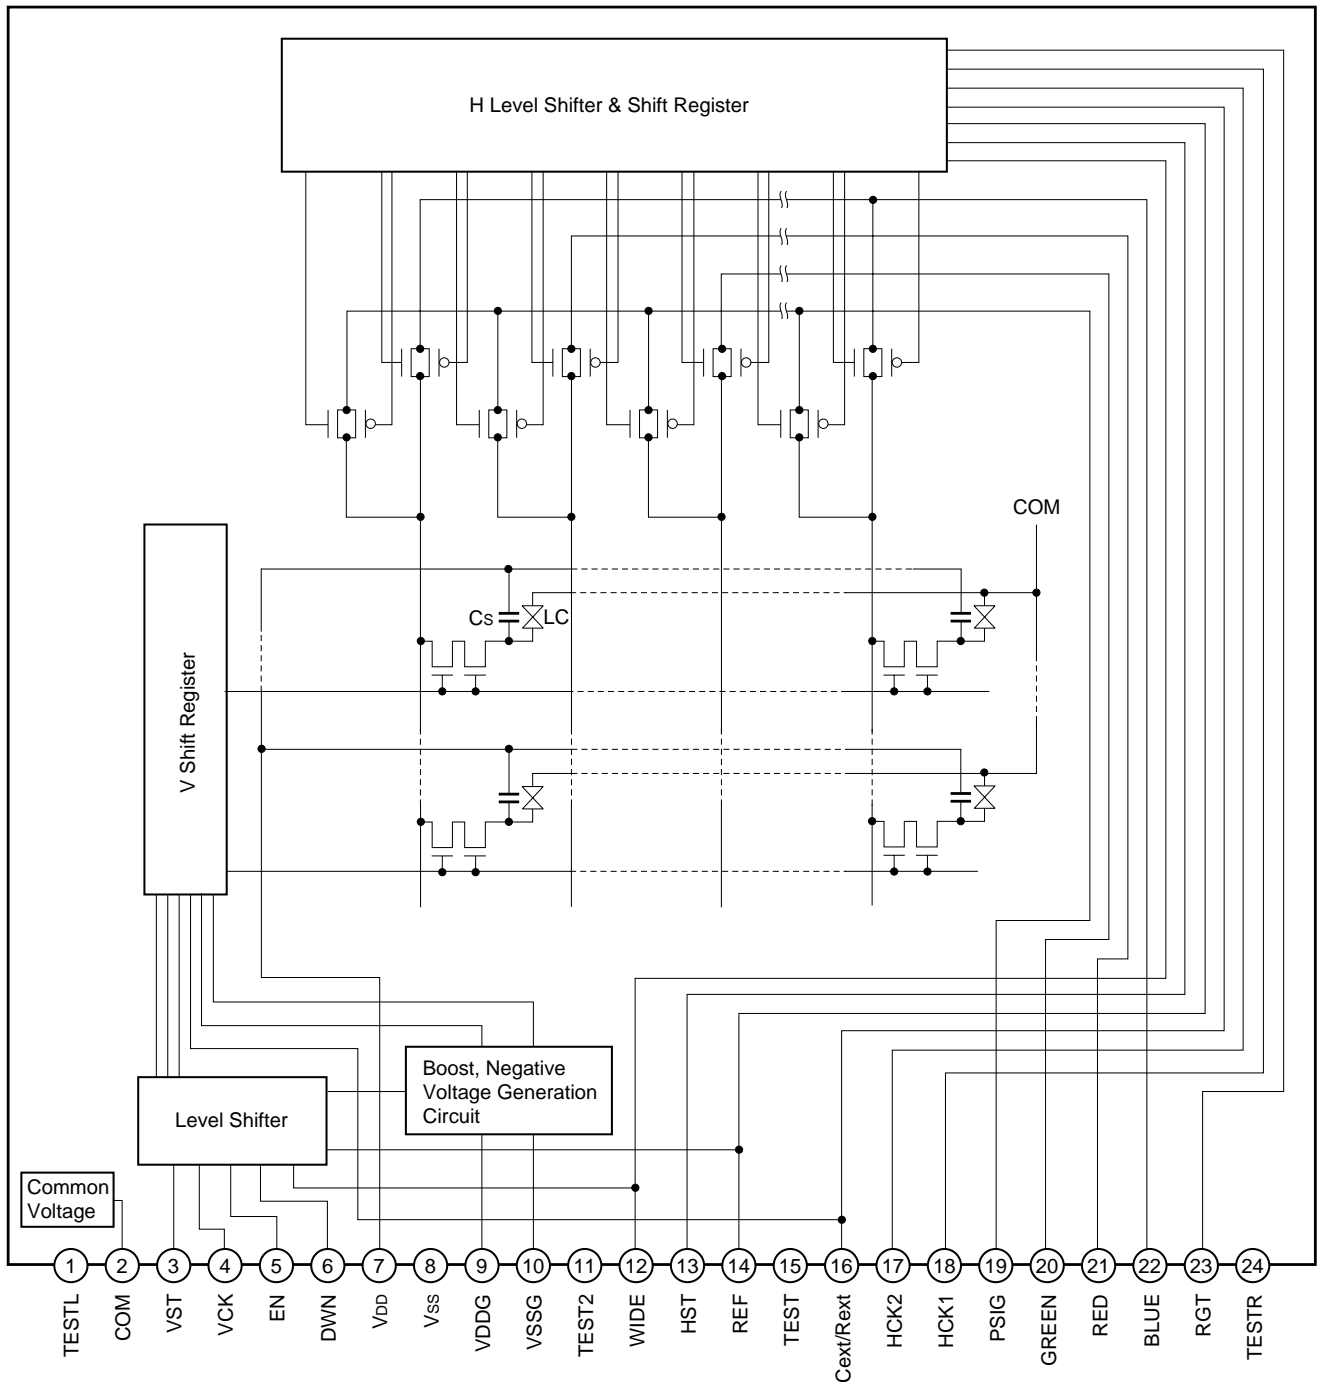 H Level Shifter & Shift Register
COM
Cs
LC
V Shift Register
Boost, Negative
Voltage Generation
Circuit
Level Shifter
Common
Voltage
1 2 3 4 5 6 7 8 9 10 11 12 13 14 15 16 17 18 19 20 21 22 23 24
TESTL
COM
VST
VCK
EN
DWN
VDD
VSS
VDDG
VSSG
TEST2
WIDE
HST
REF
TEST
Cext/Rext
HCK2
HCK1
PSIG
GREEN
RED
BLUE
RGT
TESTR